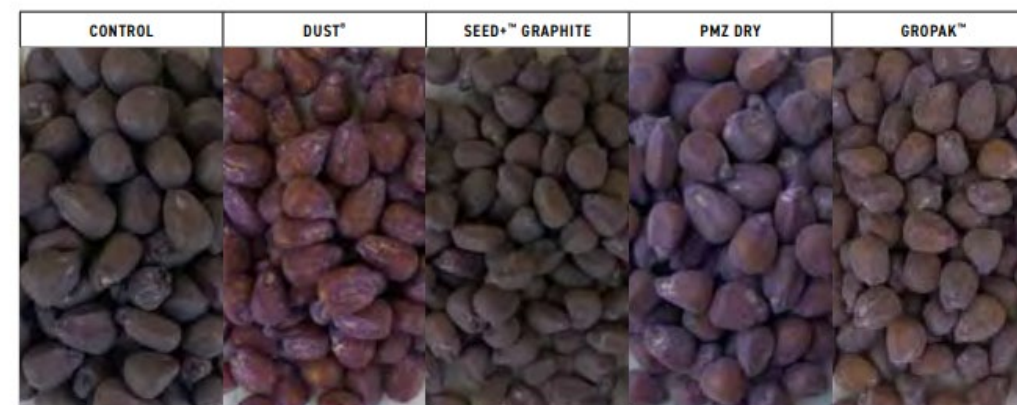 CONTROL
DUST®
SEED+™ GRAPHITE
PMZ DRY
GROPAK™